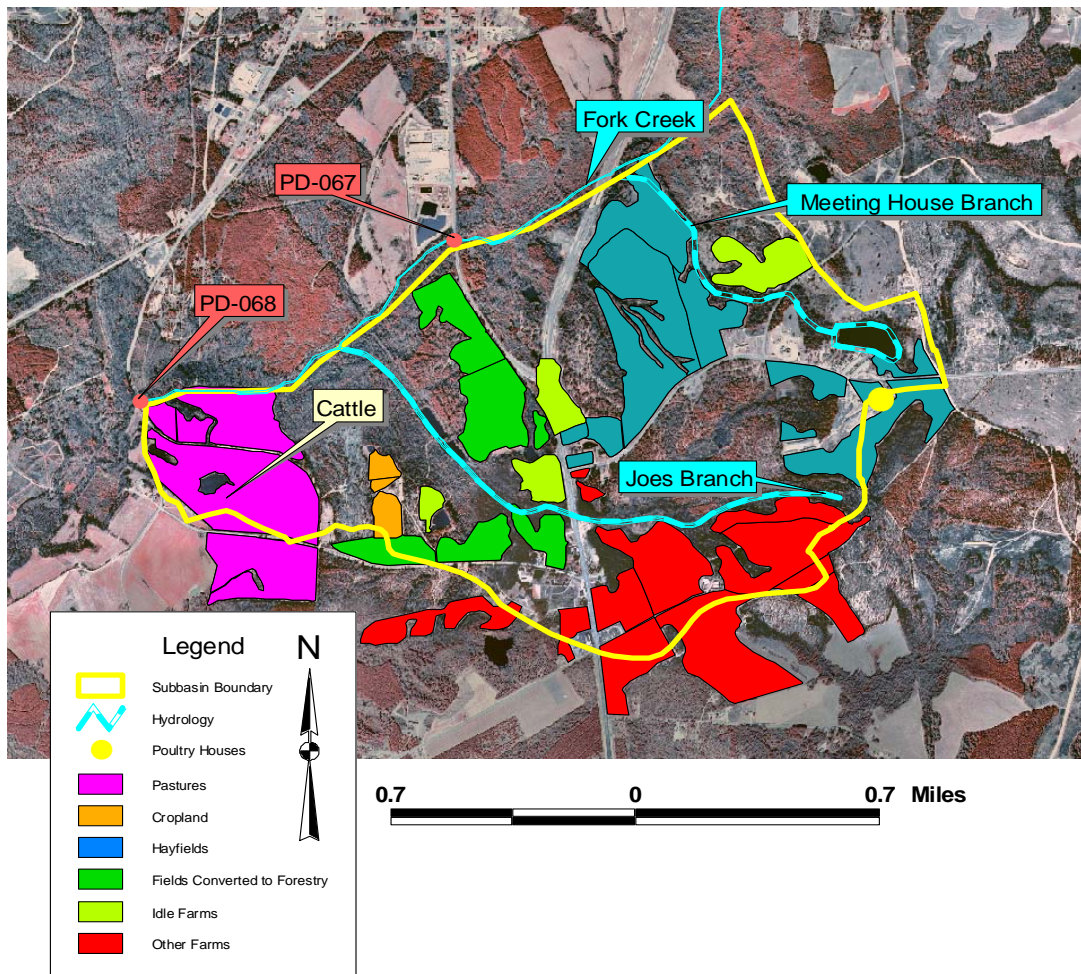 Fork Creek
PD-067
Meeting House Branch
PD-068
Cattle
Joes Branch
Legend
N
Subbasin Boundary
Hydrology
Poultry Houses
Pastures
Cropland
Hayfields
Fields Converted to Forestry
Idle Farms
Other Farms
0.7 0 0.7 Miles